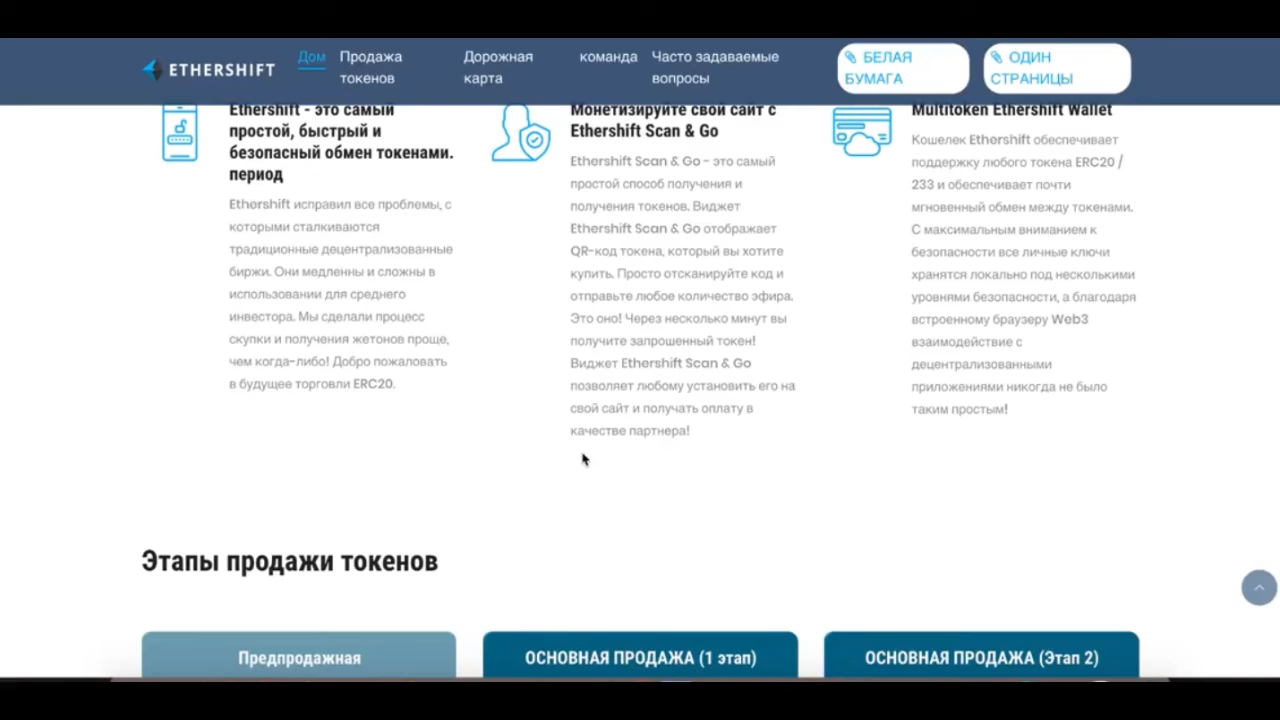 ETHERSHIFT
Дом
Продажа
токенов
Дорожная
карта
команда
Часто задаваемые
вопросы
БЕЛАЯ
БУМАГА
ОДИН
СТРАНИЦЫ
Ethershift - это самый
простой, быстрый и
безопасный обмен токенами.
период
Ethershift исправил все проблемы, с
которыми сталкиваются
традиционные децентрализованные
биржи. Они медленны и сложны в
использовании для среднего
инвестора. Мы сделали процесс
скупки и получения жетонов проще,
чем когда-либо! Добро пожаловать
в будущее торговли ERC20.
Монетизируйте свой сайт с
Ethershift Scan & Go
Ethershift Scan & Go - это самый
простой способ получения и
получения токенов. Виджет
Ethershift Scan & Go отображает
QR-код токена, который вы хотите
купить. Просто отсканируйте код и
отправьте любое количество эфира.
Это оно! Через несколько минут вы
получите запрошенный токен!
Виджет Ethershift Scan & Go
позволяет любому установить его на
свой сайт и получать оплату в
качестве партнера!
Multitoken Ethershift Wallet
Кошелек Ethershift обеспечивает
поддержку любого токена ERC20 /
233 и обеспечивает почти
мгновенный обмен между токенами.
С максимальным вниманием к
безопасности все личные ключи
хранятся локально под несколькими
уровнями безопасности, а благодаря
встроенному браузеру Web3
взаимодействие с
децентрализованными
приложениями никогда не было
таким простым!
Этапы продажи токенов
Предпродажная
ОСНОВНАЯ ПРОДАЖА (1 этап)
ОСНОВНАЯ ПРОДАЖА (Этап 2)